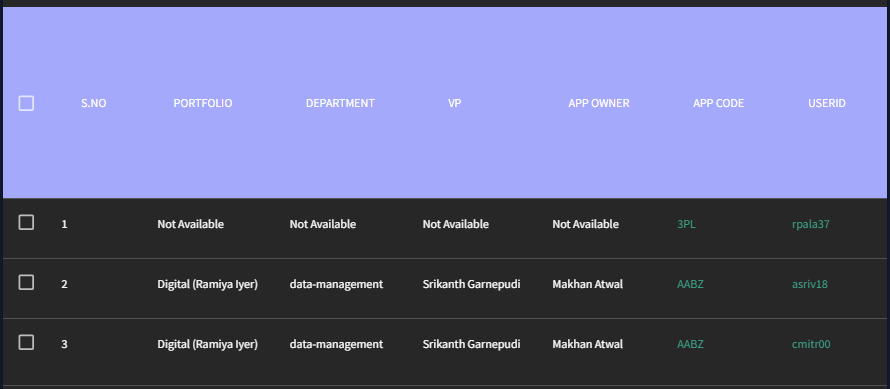 S.NO PORTFOLIO DEPARTMENT VP APP OWNER APP CODE USERID
1 Not Available Not Available Not Available Not Available 3PL rpala37
2 Digital (Ramiya Iyer) data-management Srikanth Garnepudi Makhan Atwal AABZ asriv18
3 Digital (Ramiya Iyer) data-management Srikanth Garnepudi Makhan Atwal AABZ cmitr00